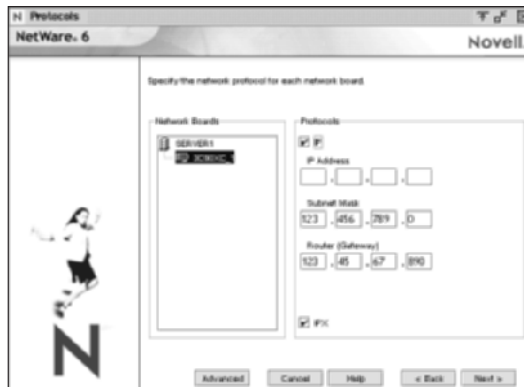 N Protocols
NetWare® 6
Novell
Specify the network protocol for each network board.
Network Boards
SERVER1
Protocols
IP
IP Address
. . .
Subnet Mask
123 . 456 . 789 . 0
Router (Gateway)
123 . 45 . 67 . 890
IPX
N
Advanced Cancel Help < Back Next >